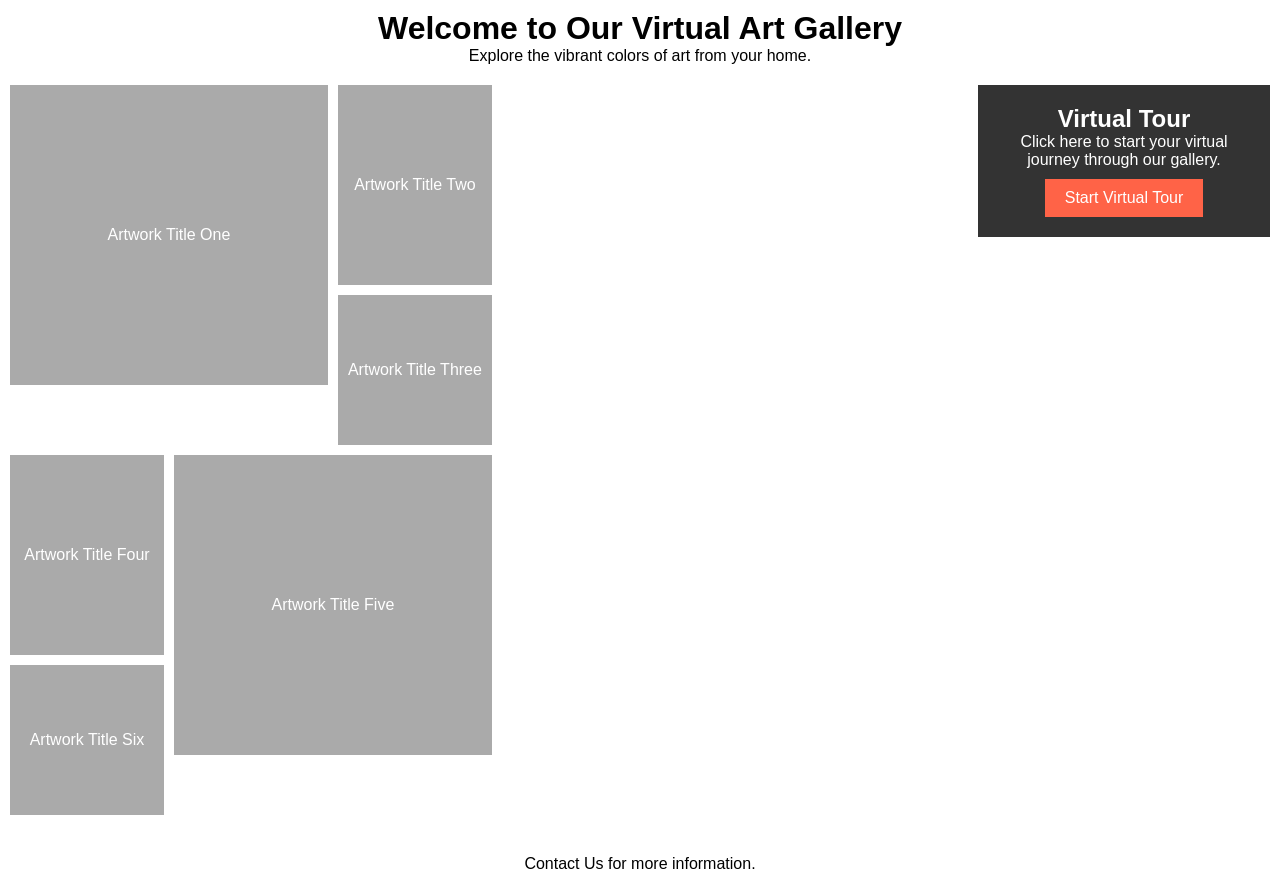 Welcome to Our Virtual Art Gallery
Explore the vibrant colors of art from your home.
Artwork Title One
Artwork Title Two
Artwork Title Three
Artwork Title Four
Artwork Title Five
Artwork Title Six
Virtual Tour
Click here to start your virtual
journey through our gallery.
Start Virtual Tour
Contact Us for more information.